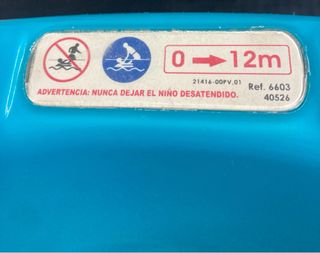 0 → 12m
21416-00PV.01
Ref. 6603
ADVERTENCIA: NUNCA DEJAR EL NIÑO DESATENDIDO.
40526